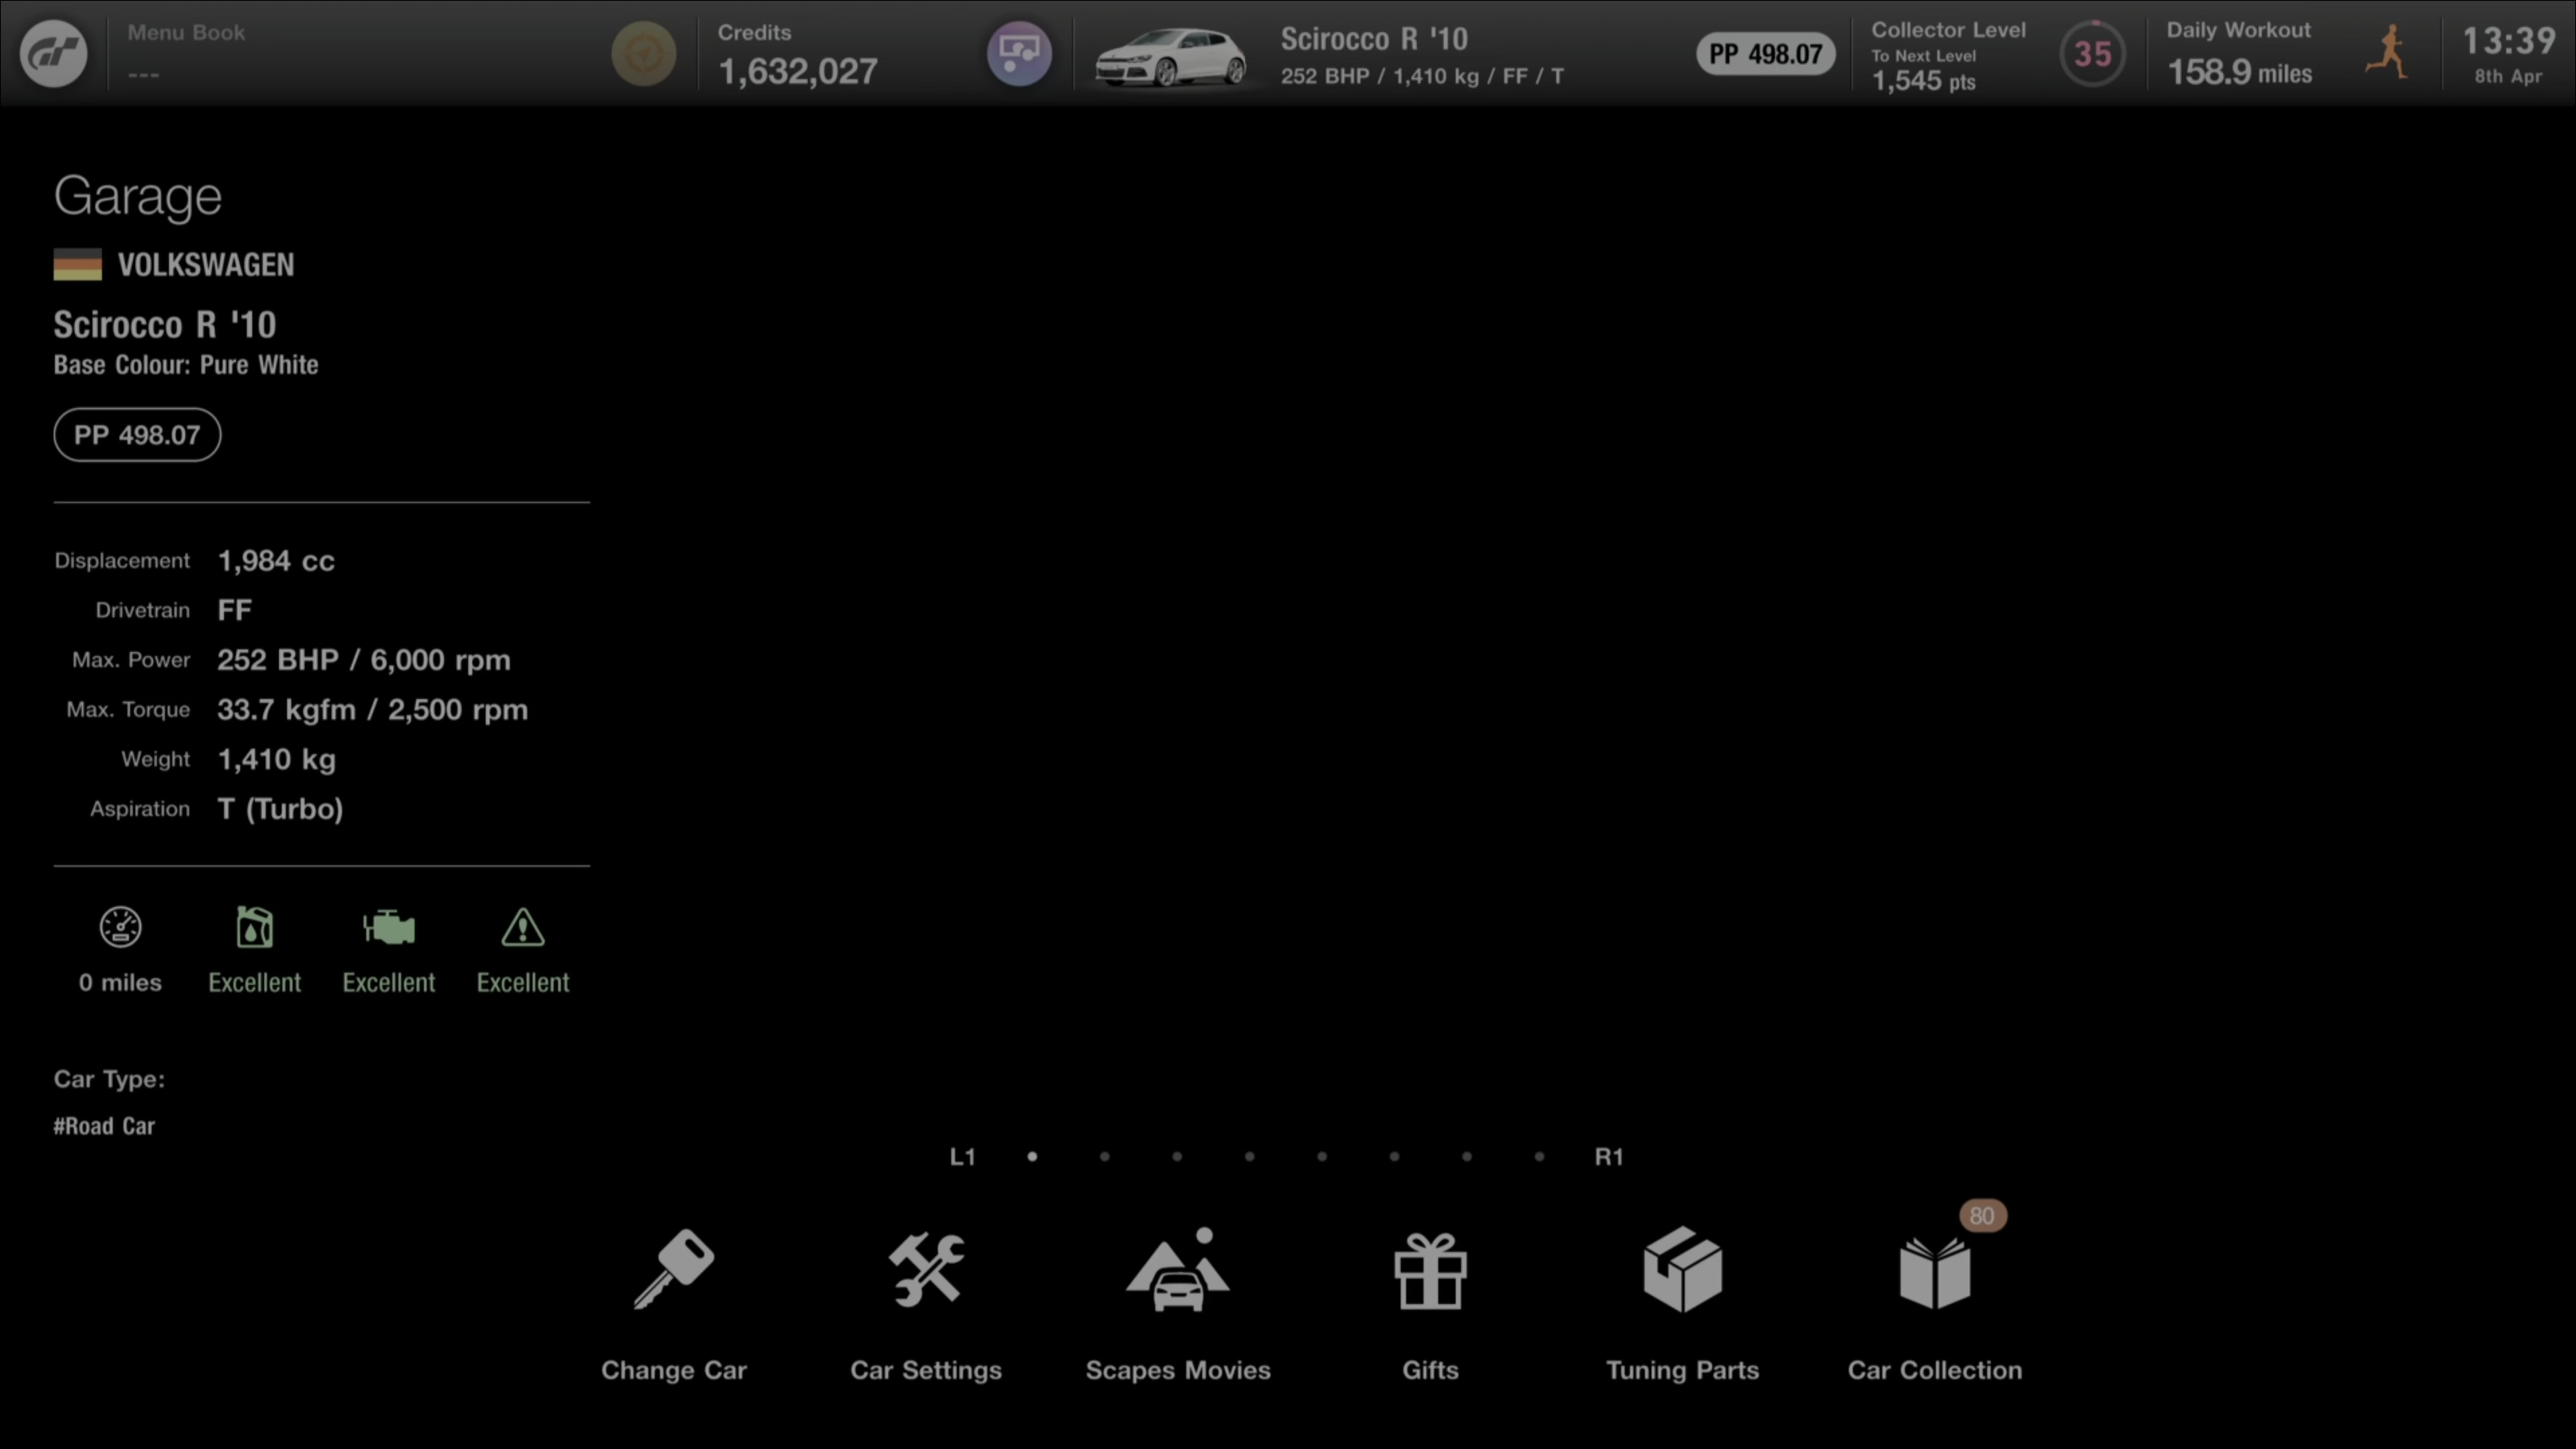 Menu Book
---
Credits
1,632,027
Scirocco R '10
252 BHP / 1,410 kg / FF / T
PP 498.07
Collector Level
To Next Level
1,545 pts
35
Daily Workout
158.9 miles
13:39
8th Apr
Garage
VOLKSWAGEN
Scirocco R '10
Base Colour: Pure White
PP 498.07
Displacement 1,984 cc
Drivetrain FF
Max. Power 252 BHP / 6,000 rpm
Max. Torque 33.7 kgfm / 2,500 rpm
Weight 1,410 kg
Aspiration T (Turbo)
0 miles Excellent Excellent Excellent
Car Type:
#Road Car
L1 R1
80
Change Car Car Settings Scapes Movies Gifts Tuning Parts Car Collection